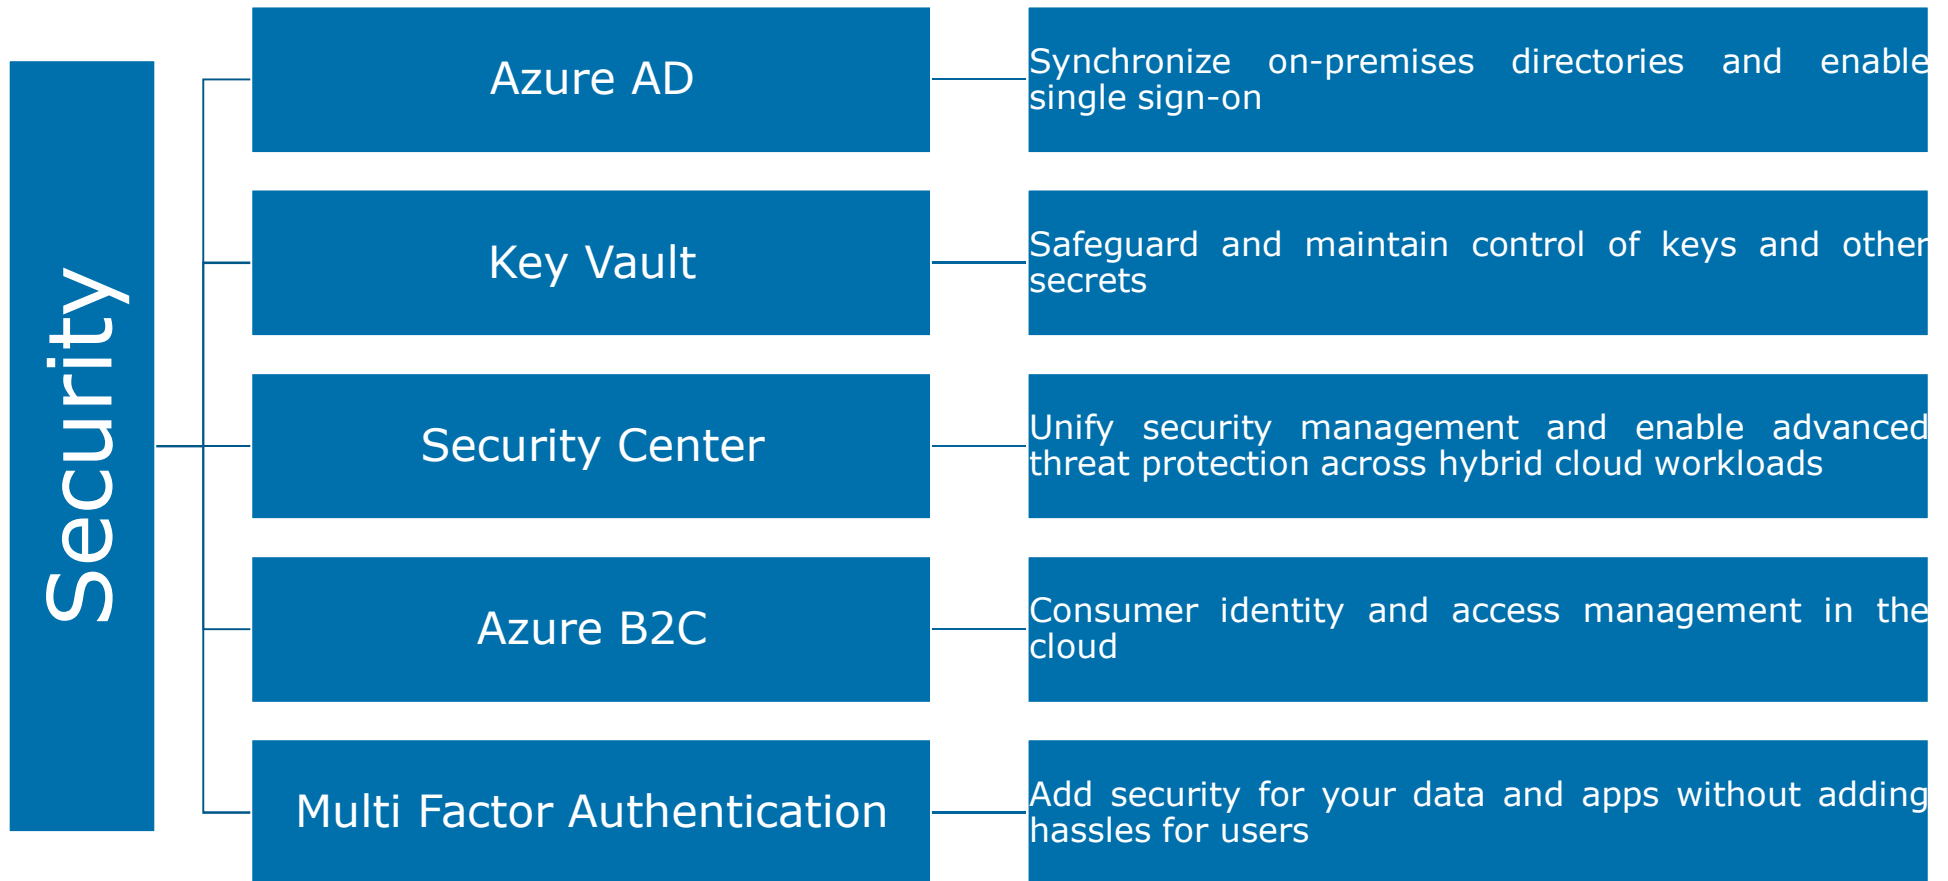 Security
Azure AD
Synchronize on-premises directories and enable
single sign-on
Key Vault
Safeguard and maintain control of keys and other
secrets
Security Center
Unify security management and enable advanced
threat protection across hybrid cloud workloads
Azure B2C
Consumer identity and access management in the
cloud
Multi Factor Authentication
Add security for your data and apps without adding
hassles for users